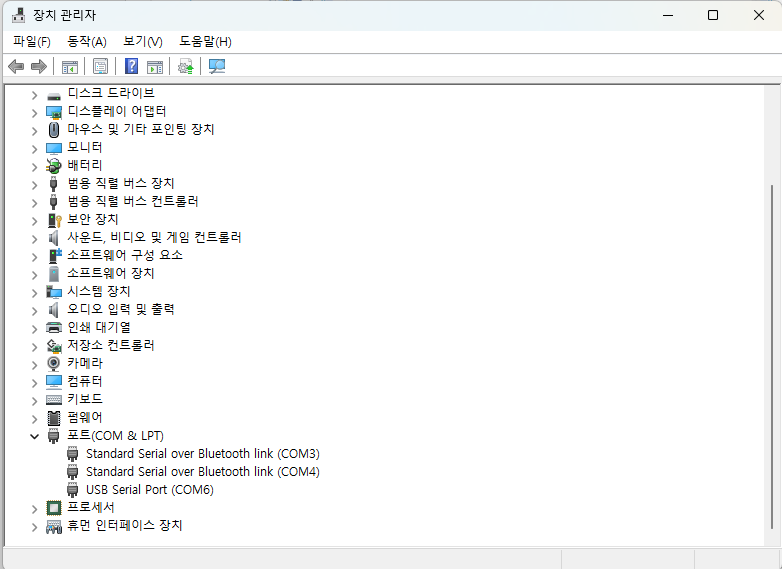 장치 관리자
파일(F) 동작(A) 보기(V) 도움말(H)
디스크 드라이브
디스플레이 어댑터
마우스 및 기타 포인팅 장치
모니터
배터리
범용 직렬 버스 장치
범용 직렬 버스 컨트롤러
보안 장치
사운드, 비디오 및 게임 컨트롤러
소프트웨어 구성 요소
소프트웨어 장치
시스템 장치
오디오 입력 및 출력
인쇄 대기열
저장소 컨트롤러
카메라
컴퓨터
키보드
펌웨어
포트(COM & LPT)
Standard Serial over Bluetooth link (COM3)
Standard Serial over Bluetooth link (COM4)
USB Serial Port (COM6)
프로세서
휴먼 인터페이스 장치